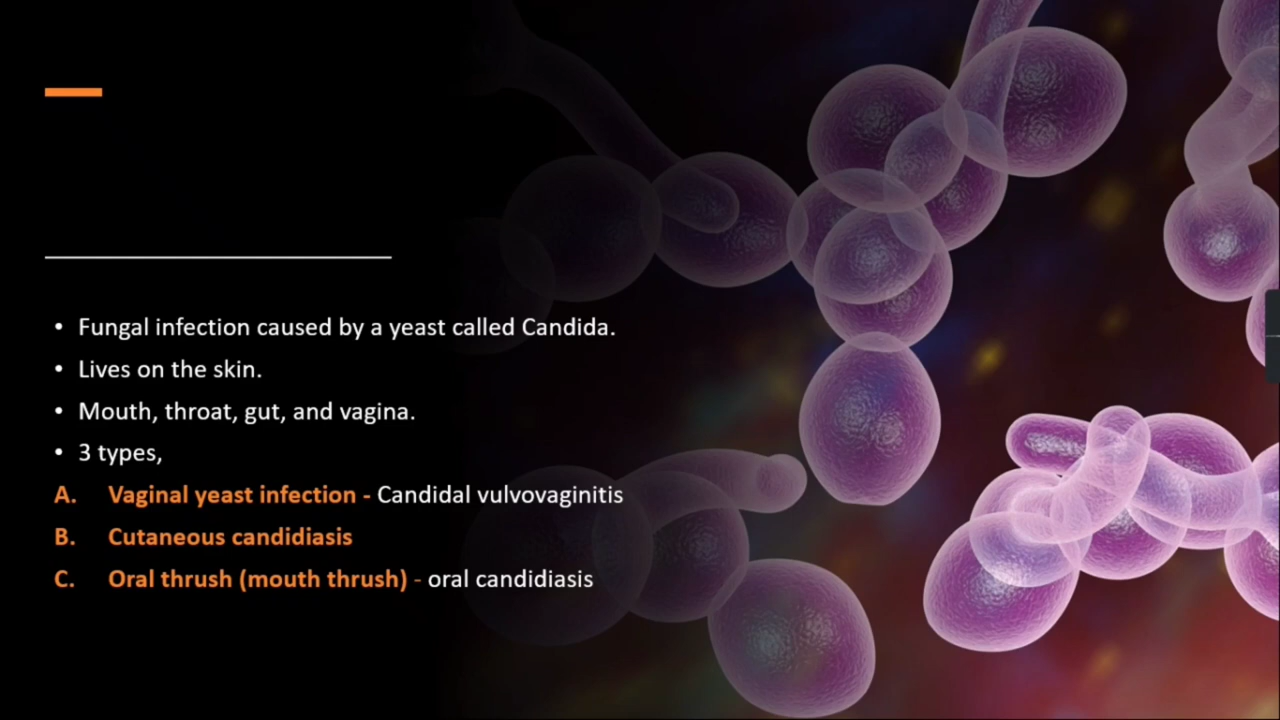 • Fungal infection caused by a yeast called Candida.
• Lives on the skin.
• Mouth, throat, gut, and vagina.
• 3 types,
A. Vaginal yeast infection - Candidal vulvovaginitis
B. Cutaneous candidiasis
C. Oral thrush (mouth thrush) - oral candidiasis